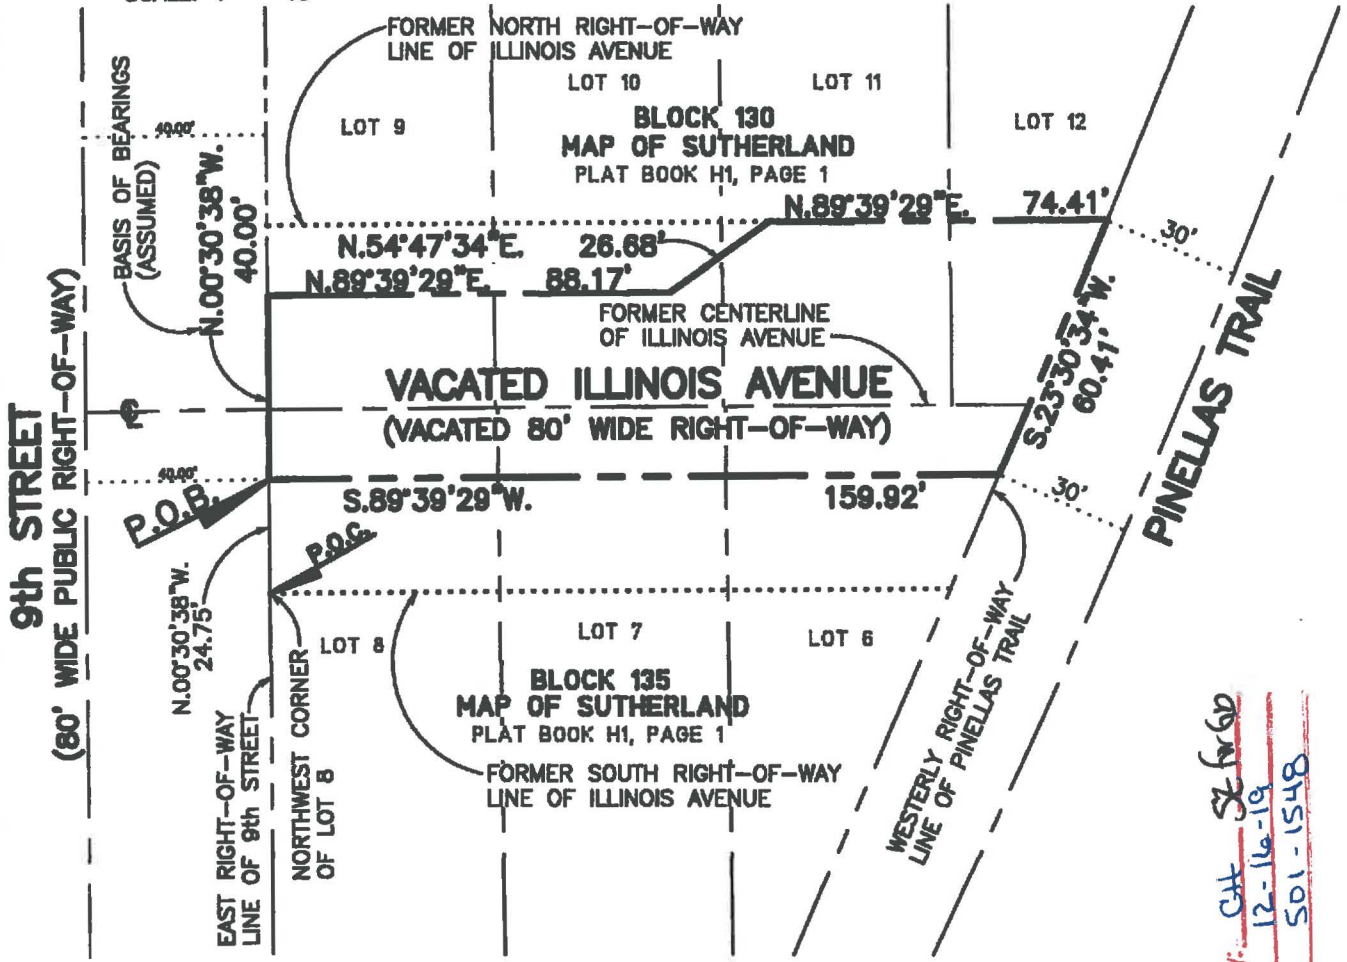 FORMER NORTH RIGHT-OF-WAY
LINE OF ILLINOIS AVENUE
BASIS OF BEARINGS
(ASSUMED)
40.00'
LOT 9
LOT 10
LOT 11
LOT 12
BLOCK 130
MAP OF SUTHERLAND
PLAT BOOK H1, PAGE 1
N.00°30'38"W.
40.00'
N.54°47'34"E. 26.68'
N.89°39'29"E. 88.17'
N.89°39'29"E. 74.41'
30'
FORMER CENTERLINE
OF ILLINOIS AVENUE
VACATED ILLINOIS AVENUE
(VACATED 80' WIDE RIGHT-OF-WAY)
S.23°30'34"W.
60.41'
PINELLAS TRAIL
9th STREET
(80' WIDE PUBLIC RIGHT-OF-WAY)
40.00'
P.O.B.
S.89°39'29"W. 159.92'
30'
P.O.C.
N.00°30'38"W.
24.75'
LOT 8
LOT 7
LOT 6
BLOCK 135
MAP OF SUTHERLAND
PLAT BOOK H1, PAGE 1
FORMER SOUTH RIGHT-OF-WAY
LINE OF ILLINOIS AVENUE
EAST RIGHT-OF-WAY
LINE OF 9th STREET
NORTHWEST CORNER
OF LOT 8
WESTERLY RIGHT-OF-WAY
LINE OF PINELLAS TRAIL
12-16-19
501-1548